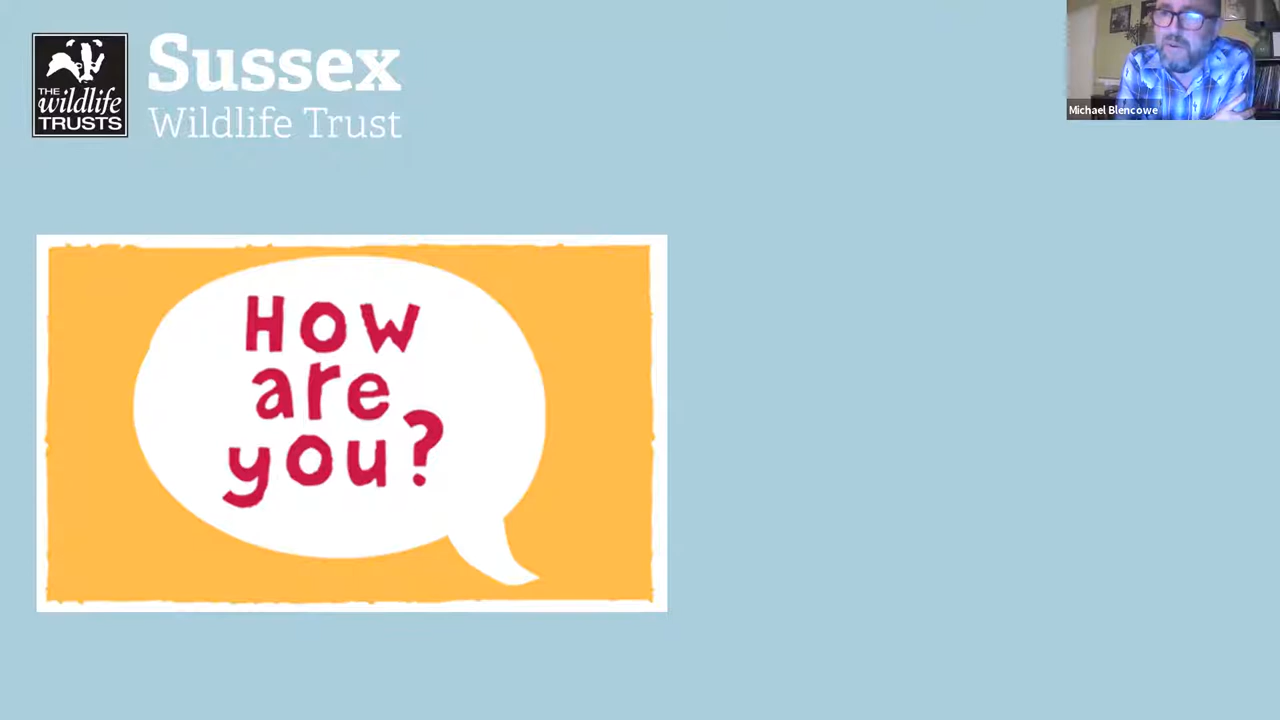 THE
wildlife
TRUSTS
Sussex
Wildlife Trust
Michael Blencowe
How
are
you?